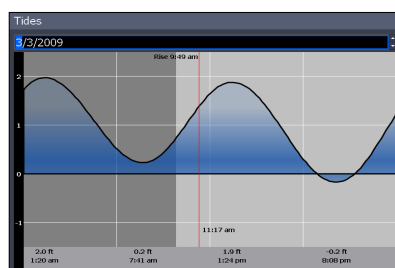 Tides
3/3/2009
Rise 9:49 am
2
1
0
-1
11:17 am
2.0 ft 0.2 ft 1.9 ft -0.2 ft
1:20 am 7:41 am 1:24 pm 8:08 pm